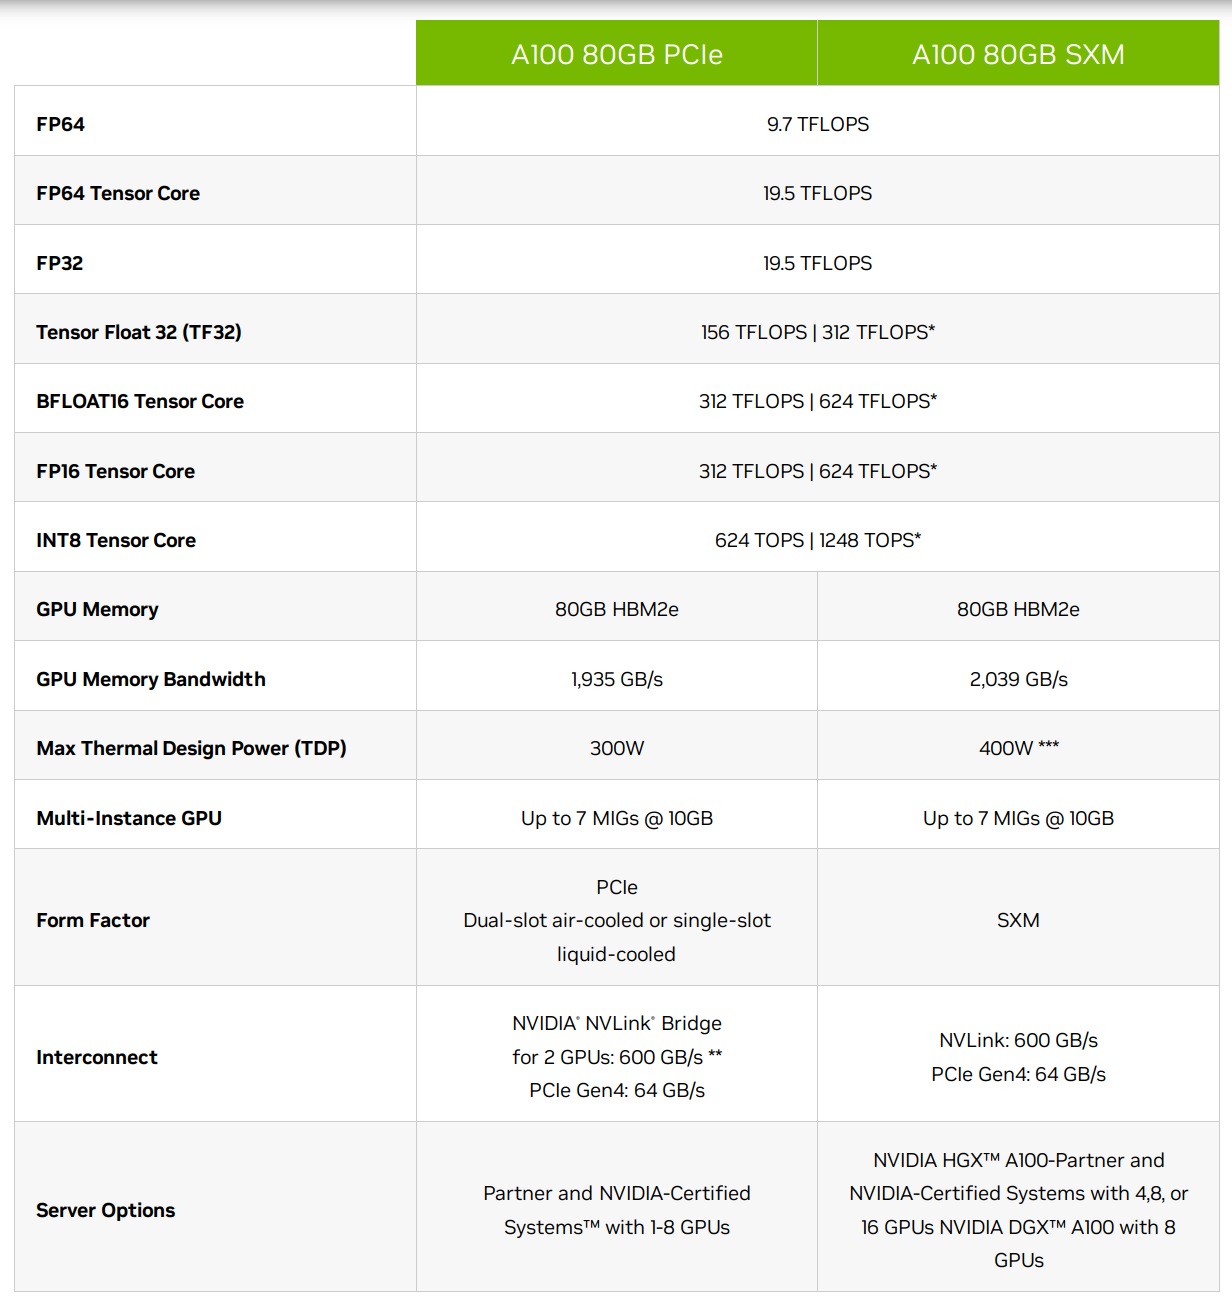 A100 80GB PCIe A100 80GB SXM
FP64 9.7 TFLOPS
FP64 Tensor Core 19.5 TFLOPS
FP32 19.5 TFLOPS
Tensor Float 32 (TF32) 156 TFLOPS | 312 TFLOPS*
BFLOAT16 Tensor Core 312 TFLOPS | 624 TFLOPS*
FP16 Tensor Core 312 TFLOPS | 624 TFLOPS*
INT8 Tensor Core 624 TOPS | 1248 TOPS*
GPU Memory 80GB HBM2e 80GB HBM2e
GPU Memory Bandwidth 1,935 GB/s 2,039 GB/s
Max Thermal Design Power (TDP) 300W 400W ***
Multi-Instance GPU Up to 7 MIGs @ 10GB Up to 7 MIGs @ 10GB
Form Factor
PCIe
Dual-slot air-cooled or single-slot
liquid-cooled
SXM
Interconnect
NVIDIA® NVLink® Bridge
for 2 GPUs: 600 GB/s **
PCIe Gen4: 64 GB/s
NVLink: 600 GB/s
PCIe Gen4: 64 GB/s
Server Options
Partner and NVIDIA-Certified
Systems™ with 1-8 GPUs
NVIDIA HGX™ A100-Partner and
NVIDIA-Certified Systems with 4,8, or
16 GPUs NVIDIA DGX™ A100 with 8
GPUs